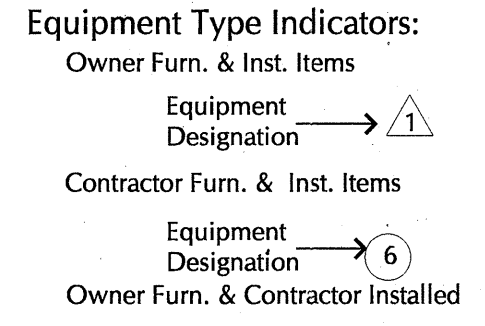 Equipment Type Indicators:
Owner Furn. & Inst. Items
Equipment
Designation
1
Contractor Furn. & Inst. Items
Equipment
Designation
6
Owner Furn. & Contractor Installed